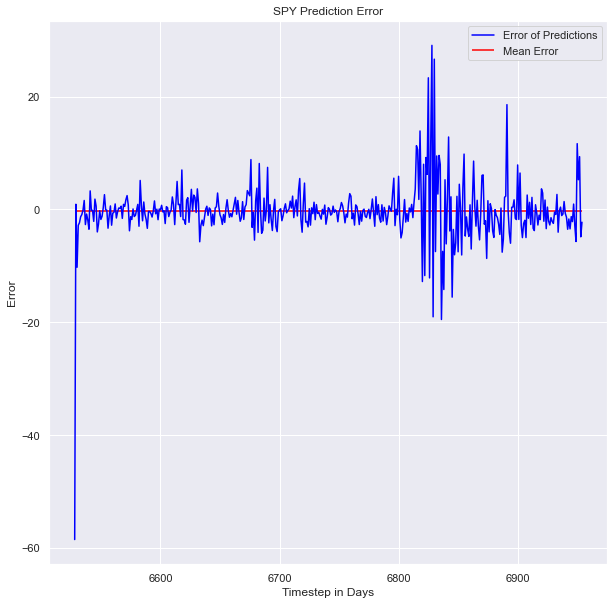 SPY Prediction Error
Error of Predictions
Mean Error
20
0
−20
−40
−60
Error
6600 6700 6800 6900
Timestep in Days